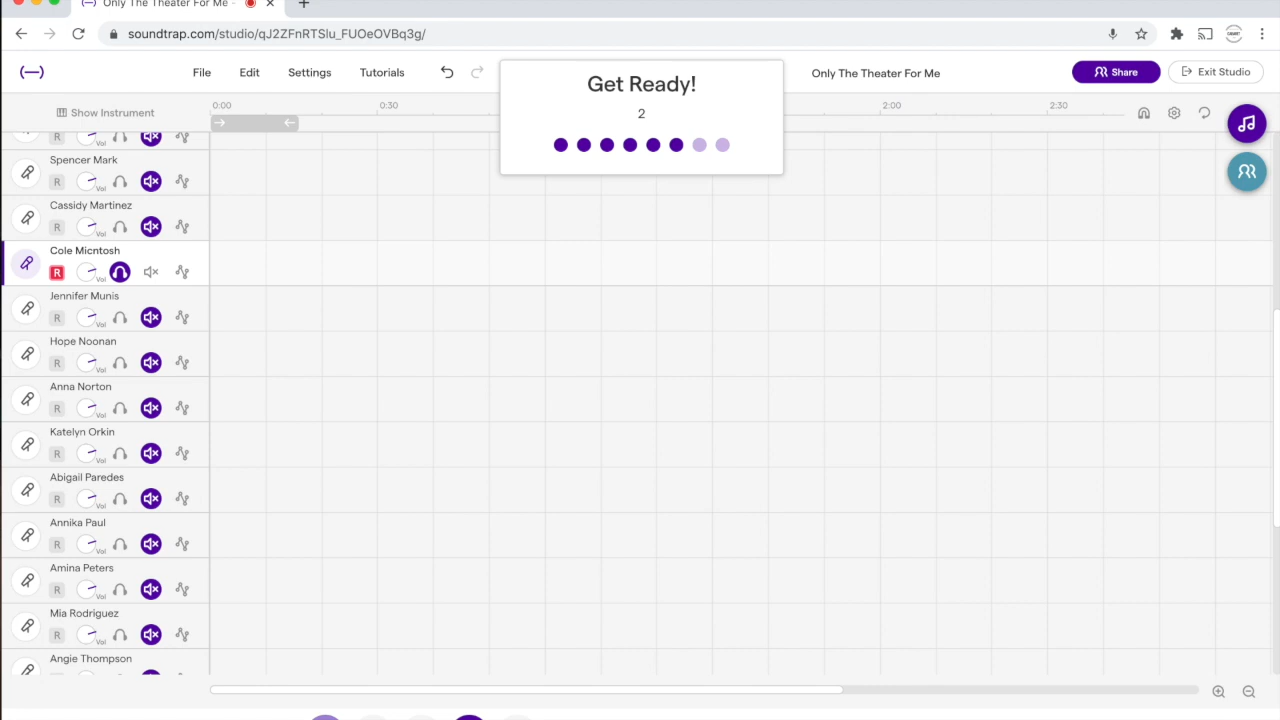 Only The Theater For Me -
soundtrap.com/studio/qJ2ZFnRTSlu_FUOeOVBq3g/
File Edit Settings Tutorials
Get Ready!
2
Only The Theater For Me
Share
Exit Studio
Show Instrument
0:00 0:30 2:00 2:30
R Vol
Spencer Mark
R Vol
Cassidy Martinez
R Vol
Cole Micntosh
R Vol
Jennifer Munis
R Vol
Hope Noonan
R Vol
Anna Norton
R Vol
Katelyn Orkin
R Vol
Abigail Paredes
R Vol
Annika Paul
R Vol
Amina Peters
R Vol
Mia Rodriguez
R Vol
Angie Thompson